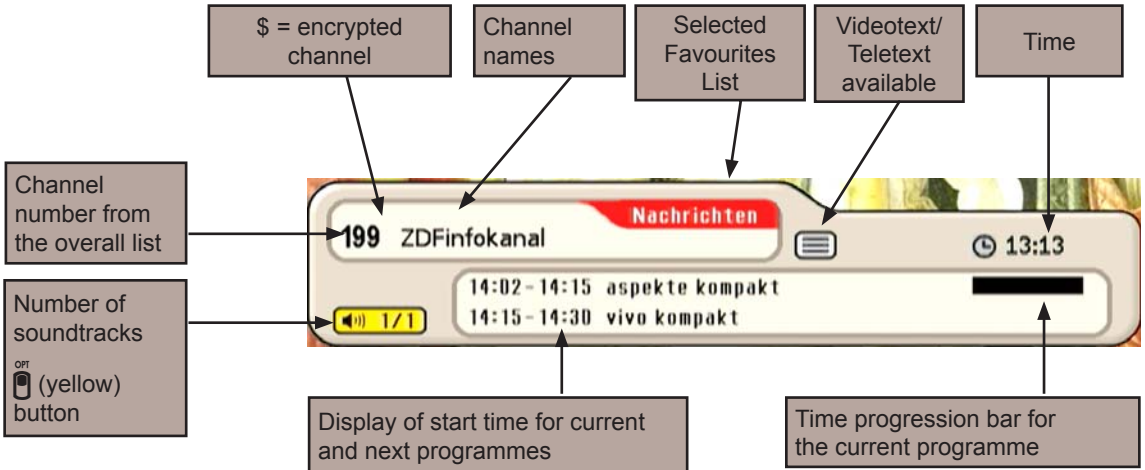 $ = encrypted
channel
Channel
names
Selected
Favourites
List
Videotext/
Teletext
available
Time
Channel
number from
the overall list
Nachrichten
199 ZDFinfokanal
13:13
14:02-14:15 aspekte kompakt
14:15-14:30 vivo kompakt
1/1
Number of
soundtracks
OPT
(yellow)
button
Display of start time for current
and next programmes
Time progression bar for
the current programme